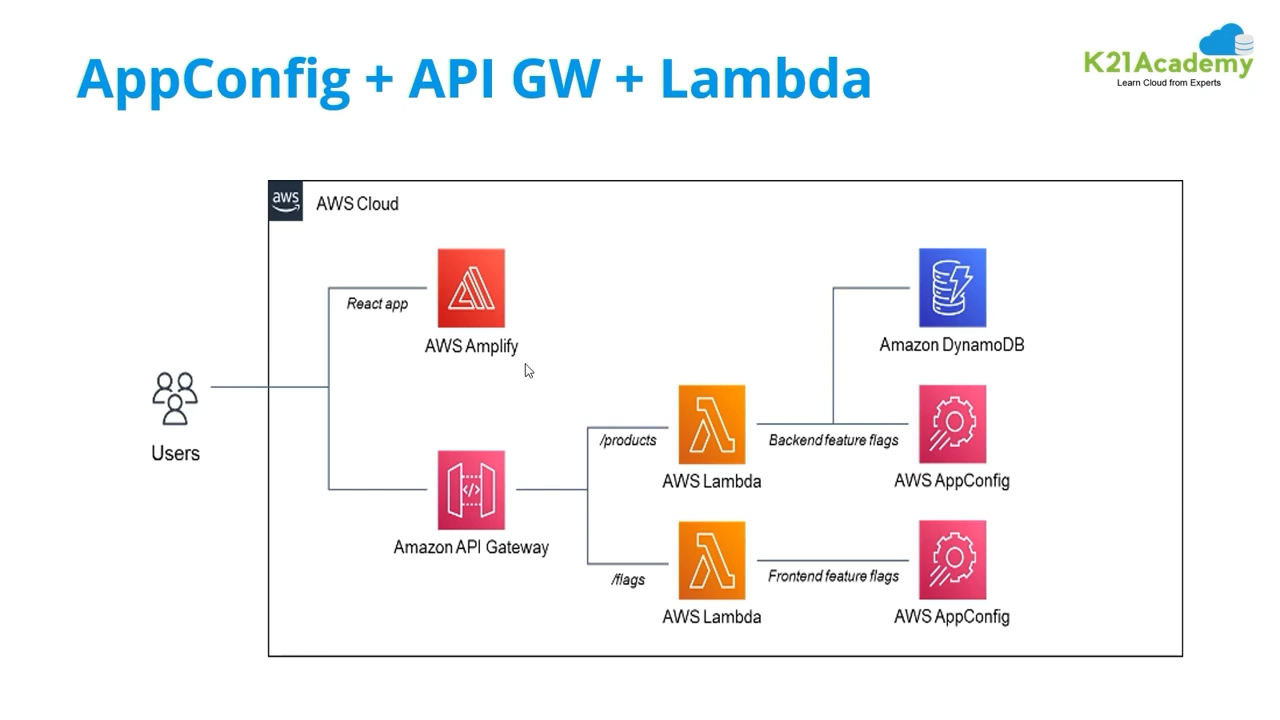 AppConfig + API GW + Lambda
K21Academy
Learn Cloud from Experts
aws
AWS Cloud
React app
AWS Amplify
Amazon DynamoDB
Users
/products
AWS Lambda
Backend feature flags
AWS AppConfig
</>
Amazon API Gateway
/flags
AWS Lambda
Frontend feature flags
AWS AppConfig